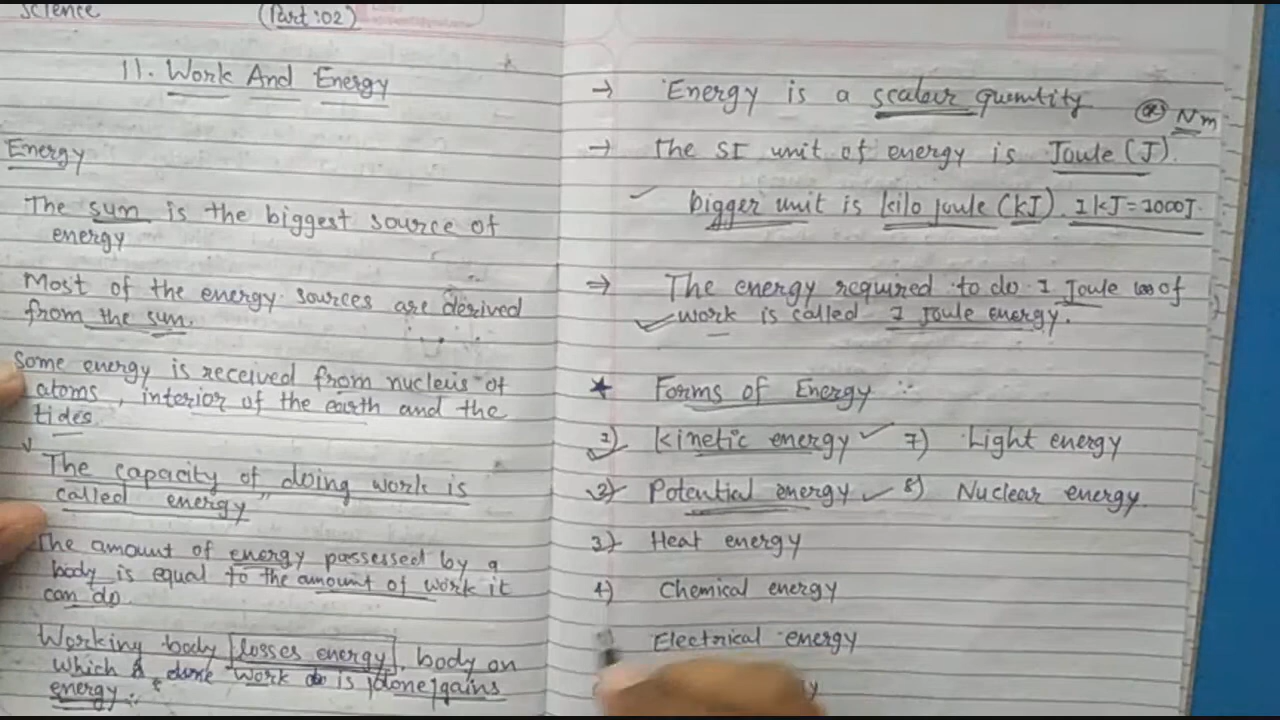 Science (Part:02)
11. Work And Energy
Energy
The sun is the biggest source of
energy
Most of the energy sources are derived
from the sun.
Some energy is received from nucleus of
atoms, interior of the earth and the
tides
The capacity of doing work is
called energy"
The amount of energy possessed by a
body is equal to the amount of work it
can do.
Working body losses energy, body on
which done work is done gains
energy.
→ Energy is a scalar quantity
Nm
→ The SI unit of energy is Joule (J).
bigger unit is kilo joule (kJ). 1 kJ = 1000J.
⇒ The energy required to do 1 Joule of
work is called 1 Joule energy.
★ Forms of Energy :-
1) Kinetic energy ✓ 7) Light energy
2) Potential energy ✓ 8) Nuclear energy.
3) Heat energy
4) Chemical energy
Electrical energy